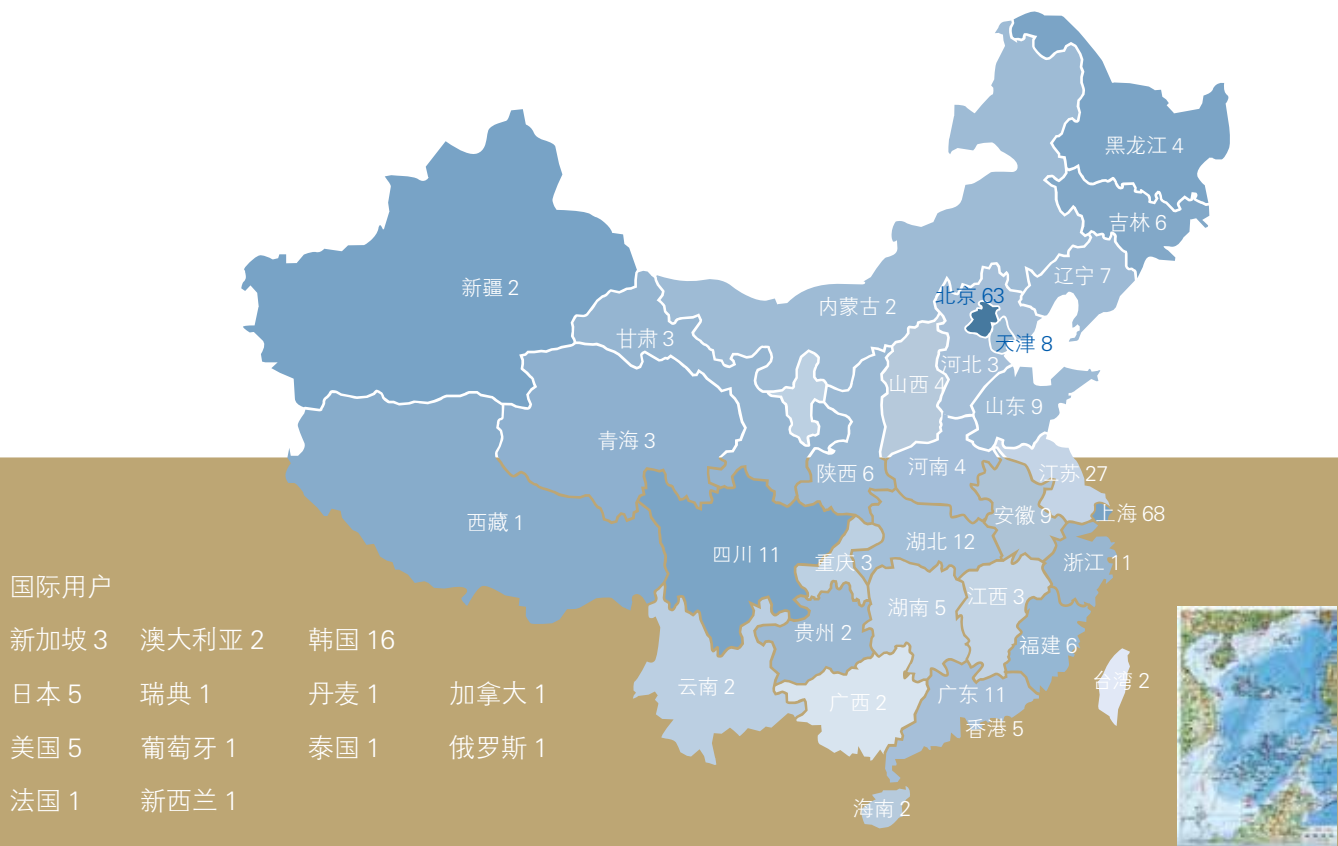 黑龙江 4
吉林 6
辽宁 7
新疆 2
北京 63
内蒙古 2
甘肃 3
天津 8
河北 3
山西 4
山东 9
青海 3
陕西 6
河南 4
江苏 27
西藏 1
安徽 9
上海 68
湖北 12
四川 11
重庆 3
浙江 11
湖南 5
江西 3
贵州 2
福建 6
云南 2
广西 2
广东 11
台湾 2
香港 5
海南 2
国际用户
新加坡 3 澳大利亚 2 韩国 16
日本 5 瑞典 1 丹麦 1 加拿大 1
美国 5 葡萄牙 1 泰国 1 俄罗斯 1
法国 1 新西兰 1